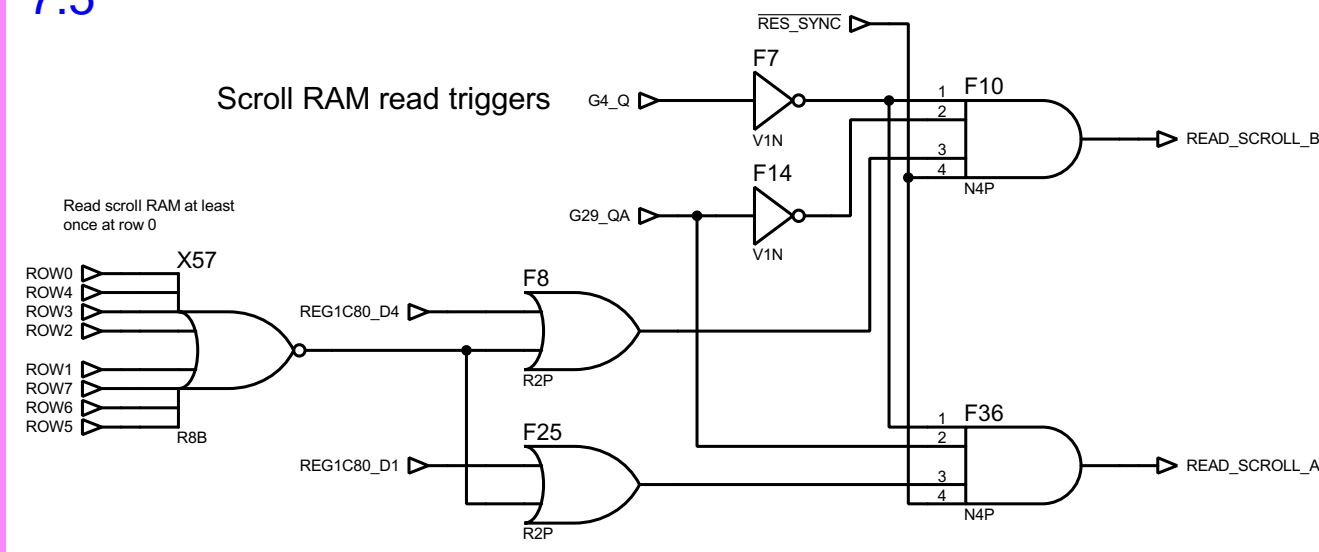 7.3
RES_SYNC
F7
Scroll RAM read triggers
G4_Q
1
2
3
4
F10
V1N
READ_SCROLL_B
F14
N4P
Read scroll RAM at least
once at row 0
G29_QA
V1N
X57
ROW0
ROW4
ROW3
ROW2
ROW1
ROW7
ROW6
ROW5
R8B
F8
REG1C80_D4
R2P
F25
REG1C80_D1
R2P
1
2
3
4
F36
READ_SCROLL_A
N4P